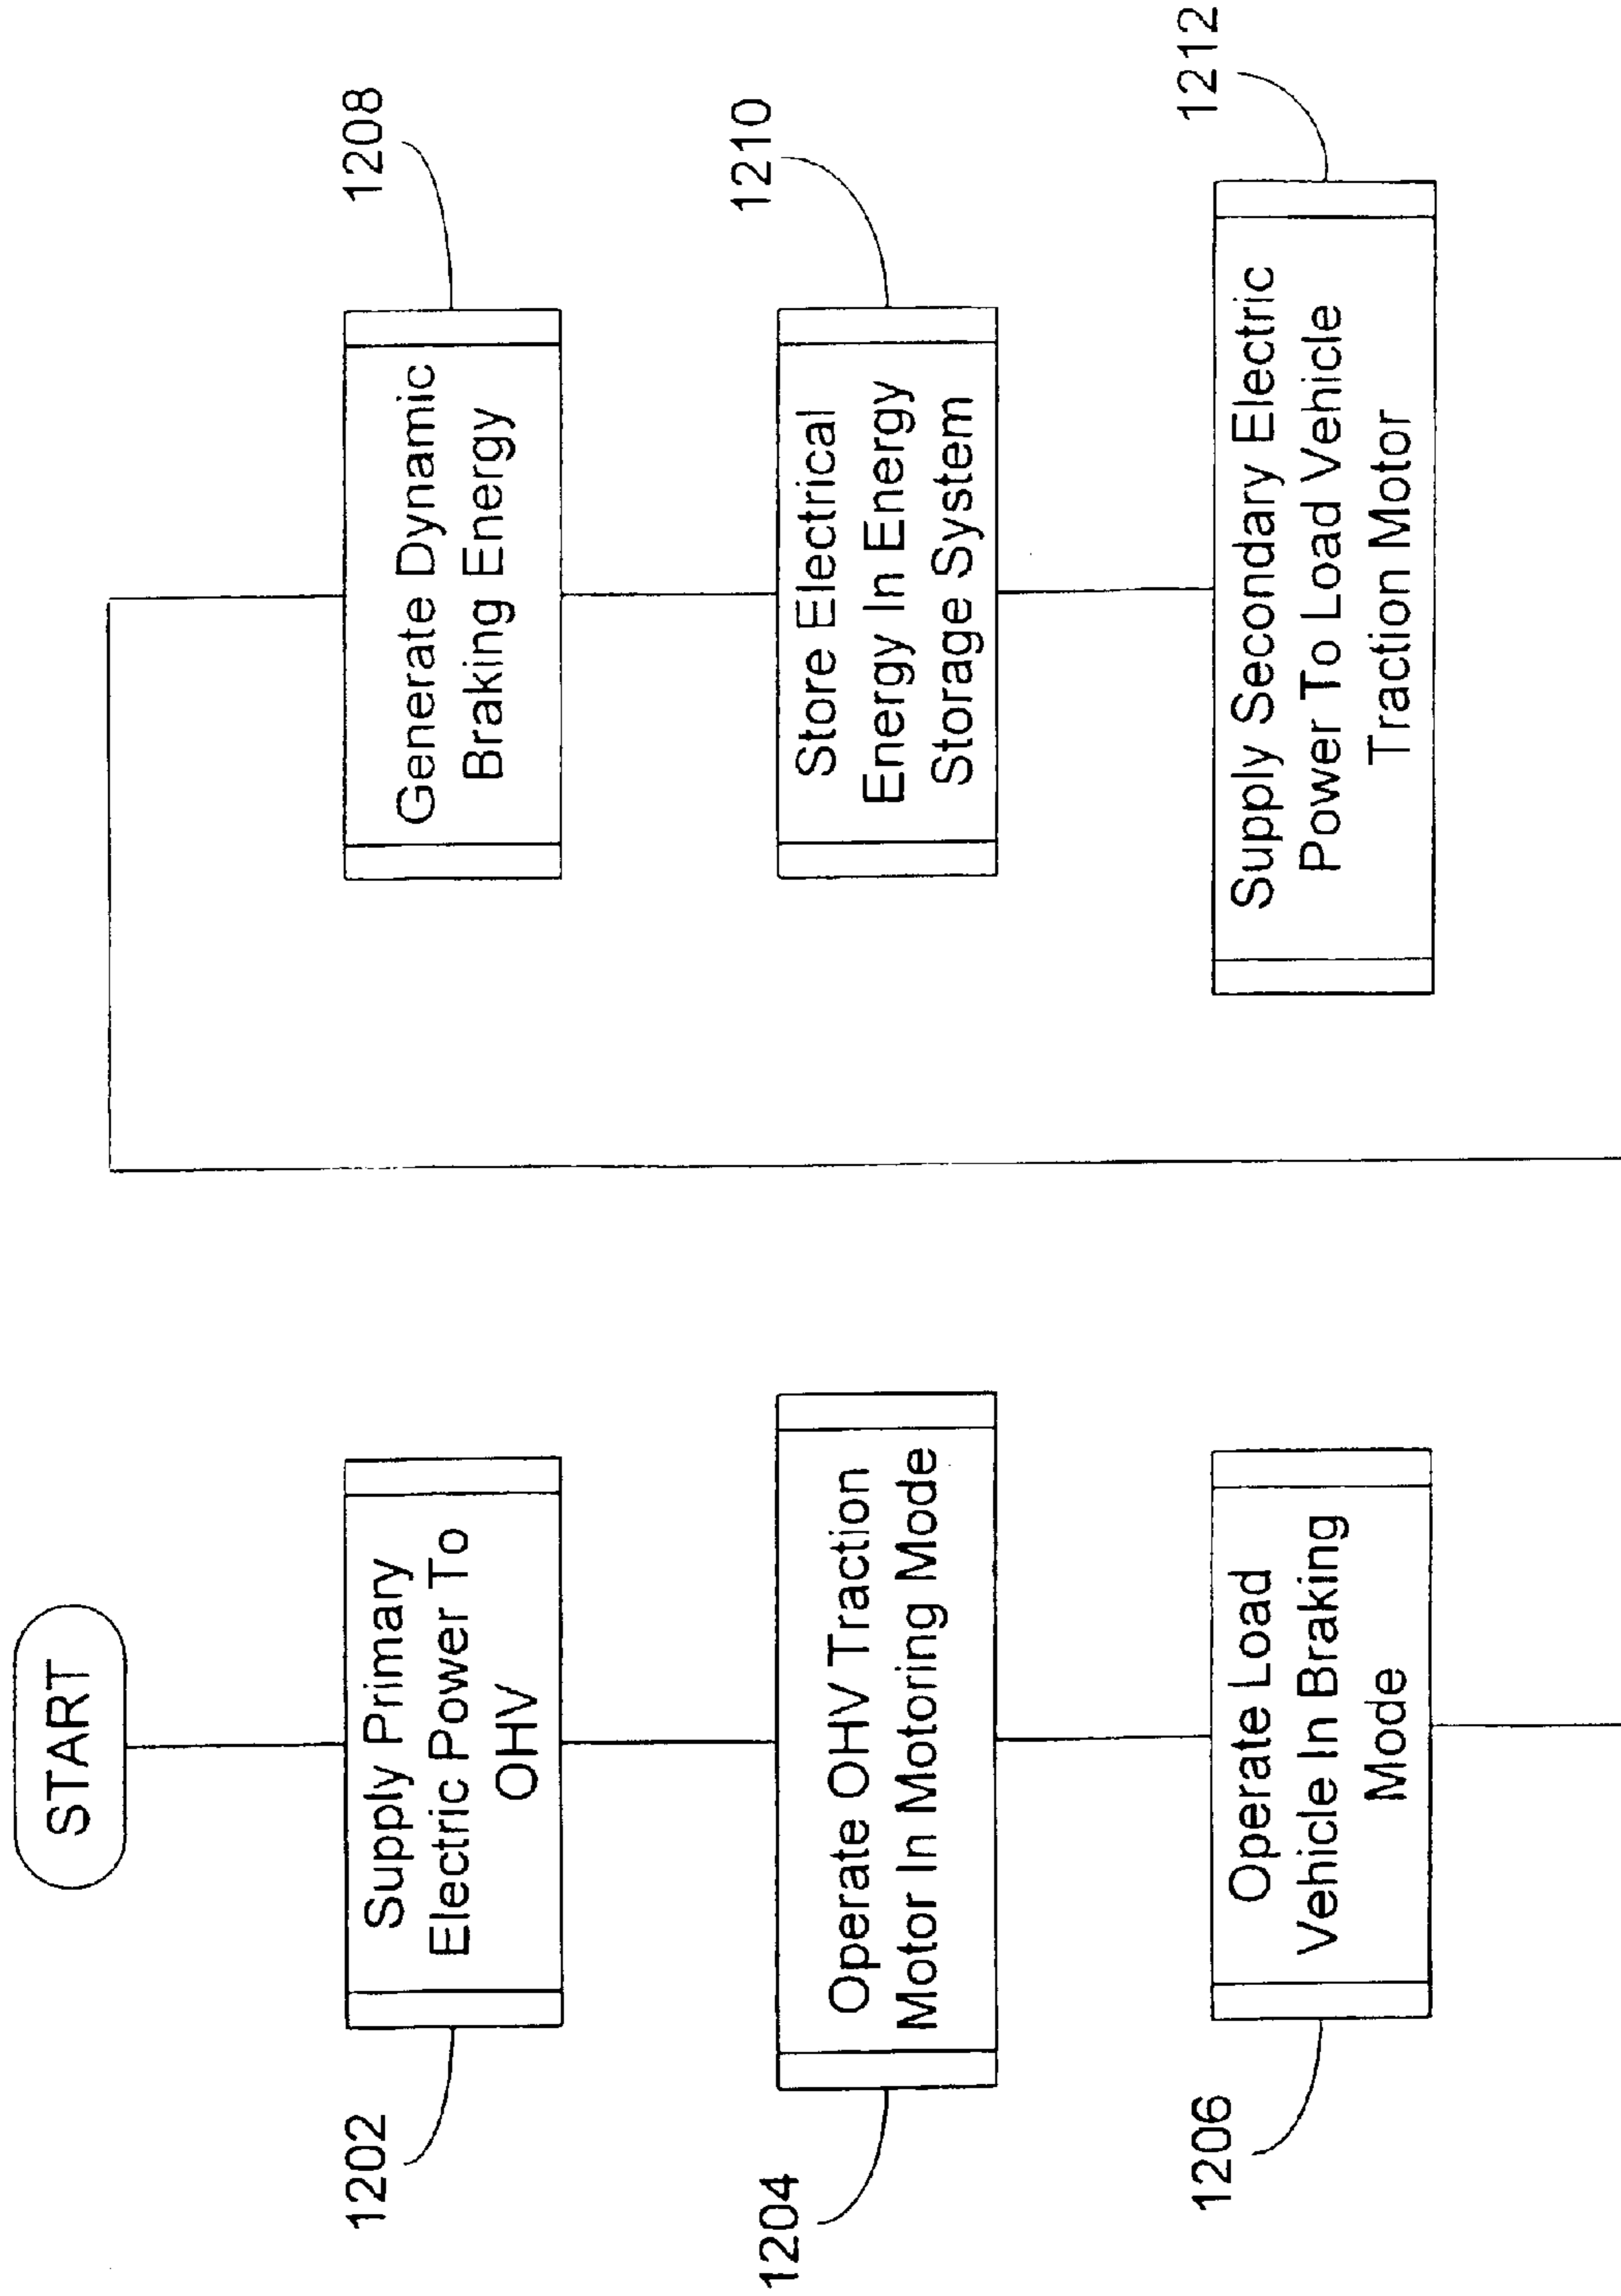 START
1202
Supply Primary
Electric Power To
OHV
1204
Operate OHV Traction
Motor In Motoring Mode
1206
Operate Load
Vehicle In Braking
Mode
1208
Generate Dynamic
Braking Energy
1210
Store Electrical
Energy In Energy
Storage System
1212
Supply Secondary Electric
Power To Load Vehicle
Traction Motor